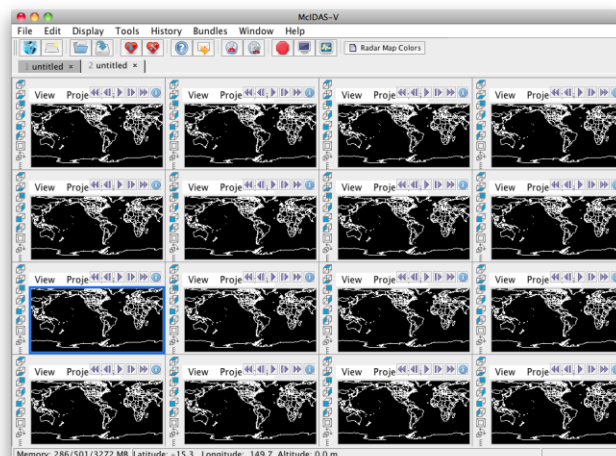 McIDAS-V
File Edit Display Tools History Bundles Window Help
Radar Map Colors
1 untitled × 2 untitled ×
View Proje View Proje View Proje View Proje
View Proje View Proje View Proje View Proje
View Proje View Proje View Proje View Proje
View Proje View Proje View Proje View Proje
Memory: 286/501/3272 MB Latitude: -15.3 Longitude: 149.7 Altitude: 0.0 m